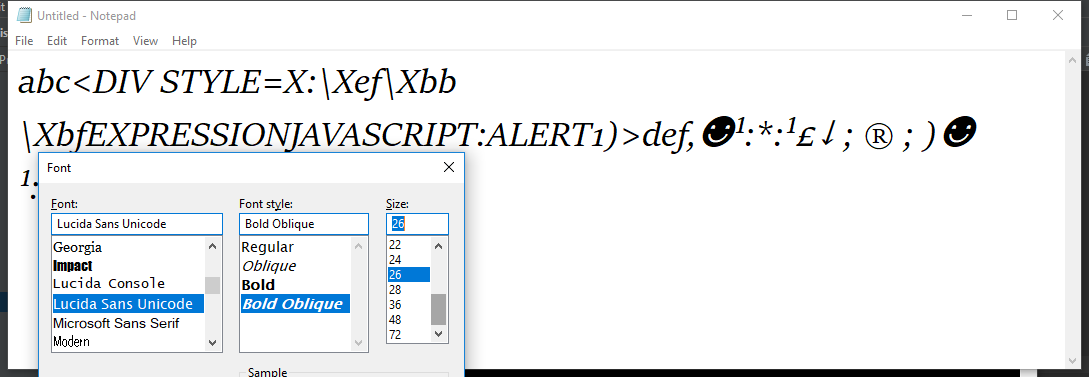 Untitled - Notepad
File Edit Format View Help
abc<DIV STYLE=X:\Xef\Xbb
\XbfEXPRESSIONJAVASCRIPT:ALERT1)>def,☻¹:*:¹£↓; ® ; )☻
¹:
Font
Font: Font style: Size:
Lucida Sans Unicode Bold Oblique 26
Georgia Regular 22
Impact Oblique 24
Lucida Console Bold 26
Lucida Sans Unicode Bold Oblique 28
Microsoft Sans Serif 36
Modern 48
72
Sample